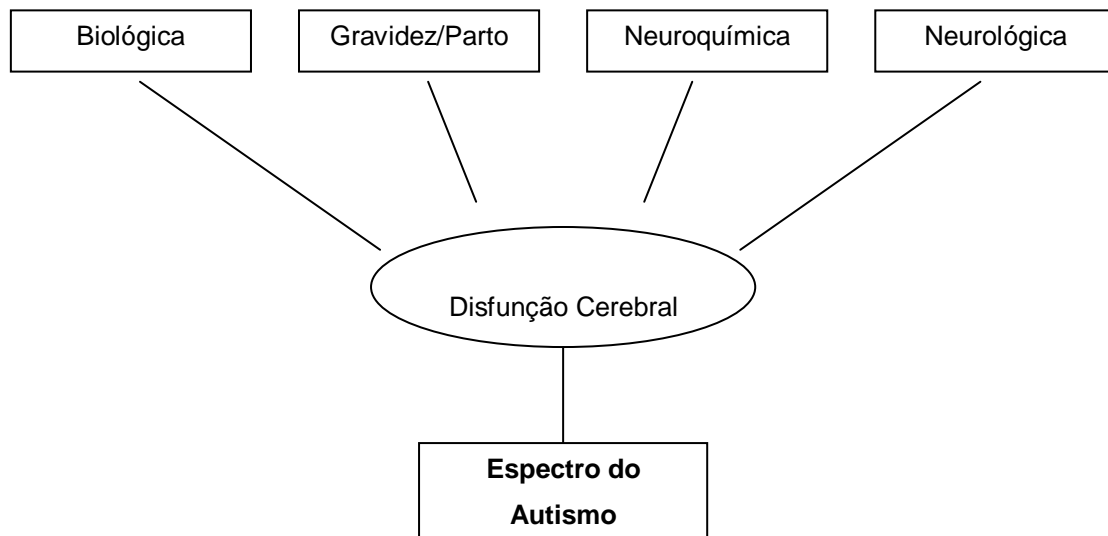 Biológica
Gravidez/Parto
Neuroquímica
Neurológica
Disfunção Cerebral
Espectro do
Autismo